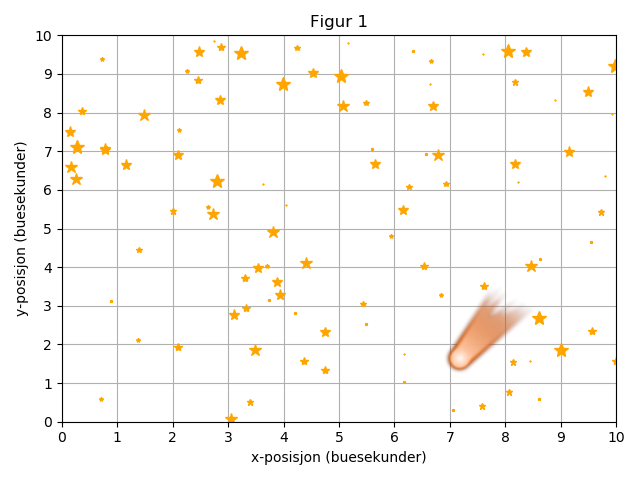 Figur 1
10
9
8
7
6
5
4
3
2
1
0
y-posisjon (buesekunder)
0 1 2 3 4 5 6 7 8 9 10
x-posisjon (buesekunder)